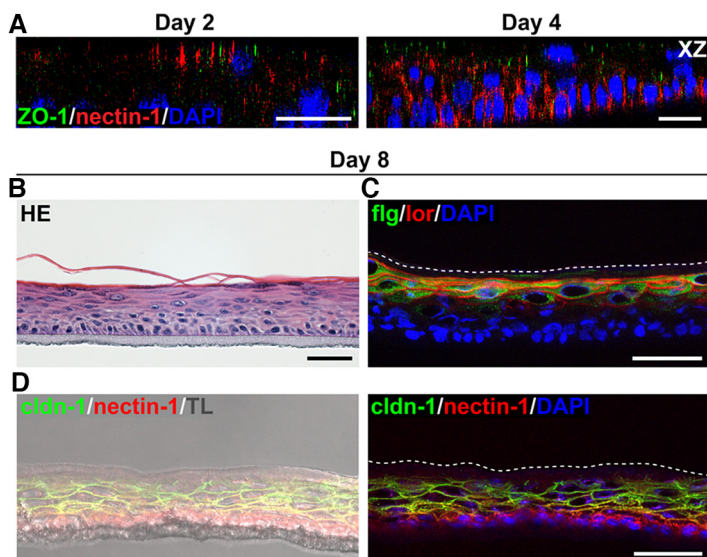 A
Day 2
Day 4
ZO-1/nectin-1/DAPI
XZ
Day 8
B
HE
C
flg/lor/DAPI
D
cldn-1/nectin-1/TL
cldn-1/nectin-1/DAPI